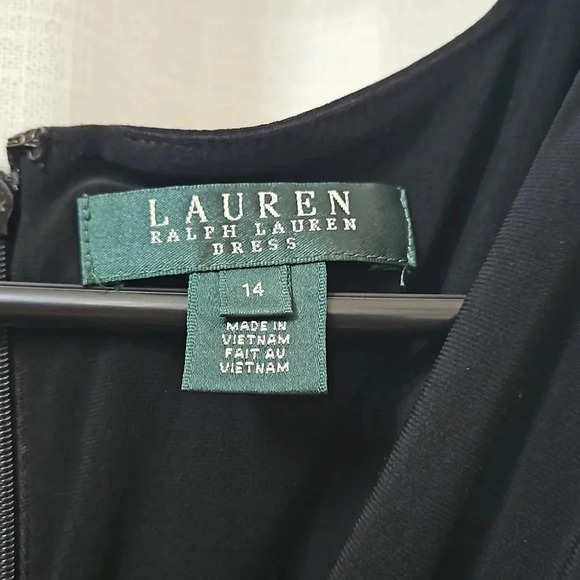 LAUREN
RALPH LAUREN
DRESS
14
MADE IN
VIETNAM
FAIT AU
VIETNAM